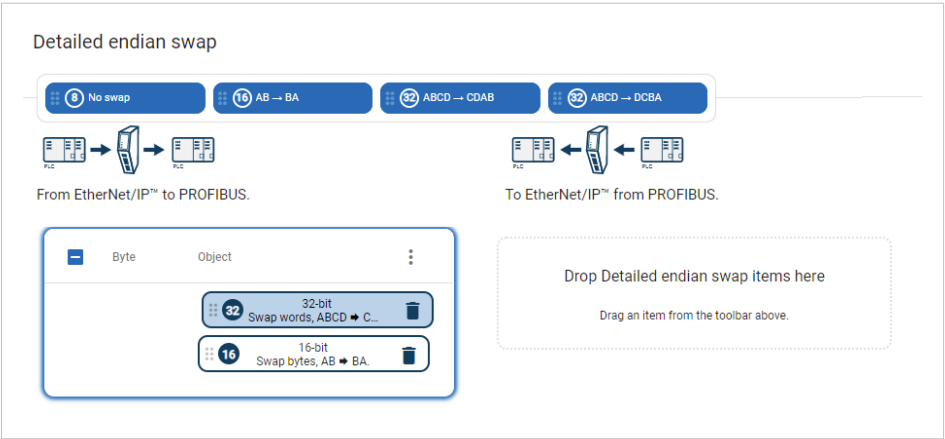 Detailed endian swap
8 No swap
16 AB → BA
32 ABCD → CDAB
32 ABCD → DCBA
PLC PLC
From EtherNet/IP™ to PROFIBUS.
PLC PLC
To EtherNet/IP™ from PROFIBUS.
Byte Object
32 32-bit
Swap words, ABCD ➡ C...
16 16-bit
Swap bytes, AB ➡ BA.
Drop Detailed endian swap items here
Drag an item from the toolbar above.